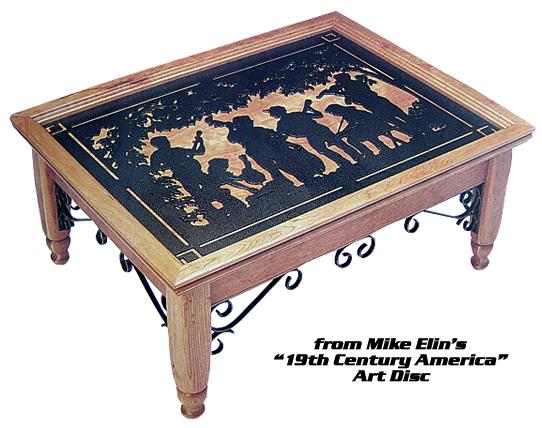 from Mike Elin's
"19th Century America"
Art Disc